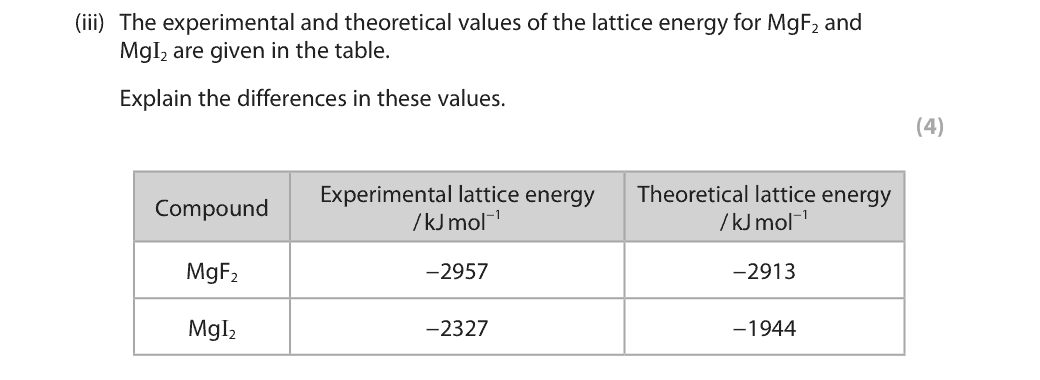 (iii) The experimental and theoretical values of the lattice energy for MgF₂ and
MgI₂ are given in the table.
Explain the differences in these values.
(4)
Compound
Experimental lattice energy
/ kJ mol⁻¹
Theoretical lattice energy
/ kJ mol⁻¹
MgF₂
−2957
−2913
MgI₂
−2327
−1944